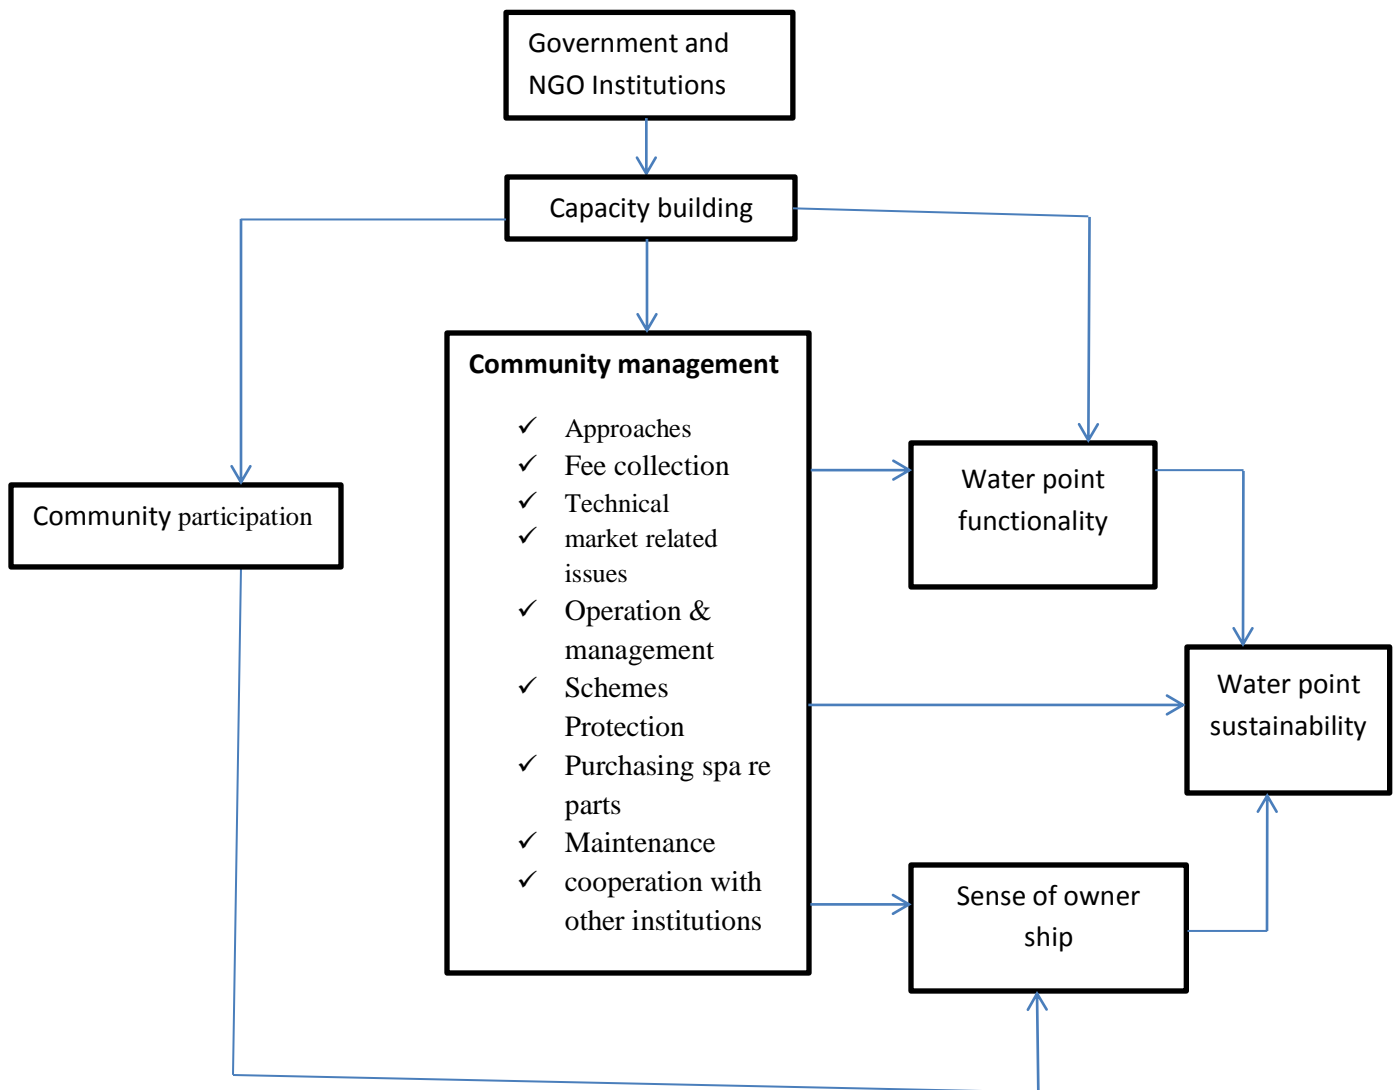 Government and
NGO Institutions
Capacity building
Community management
✓ Approaches
✓ Fee collection
✓ Technical
✓ market related
issues
✓ Operation &
management
✓ Schemes
Protection
✓ Purchasing spa re
parts
✓ Maintenance
✓ cooperation with
other institutions
Community participation
Water point
functionality
Water point
sustainability
Sense of owner
ship